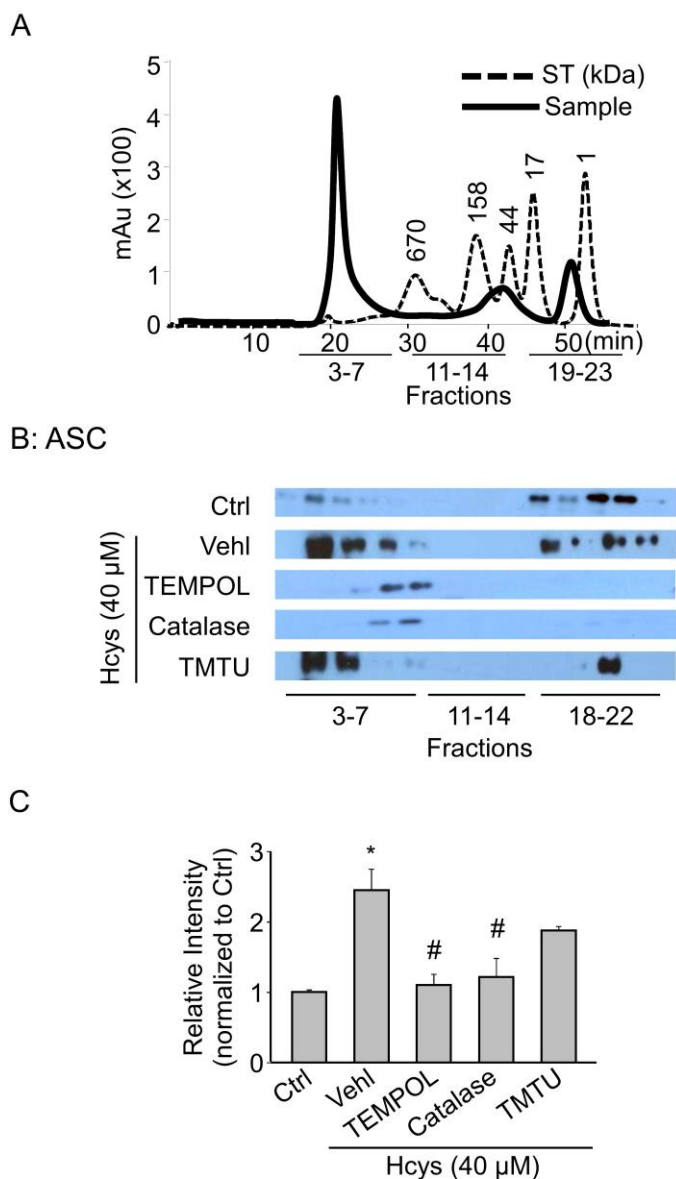 A
5
4
3
2
1
0
mAu (x100)
ST (kDa)
Sample
670
158
44
17
1
10
20
30
40
50
(min)
3-7
11-14
19-23
Fractions
B: ASC
Ctrl
Vehl
TEMPOL
Catalase
TMTU
Hcys (40 µM)
3-7
11-14
18-22
Fractions
C
Relative Intensity
(normalized to Ctrl)
3
2
1
0
*
#
#
Ctrl
Vehl
TEMPOL
Catalase
TMTU
Hcys (40 µM)